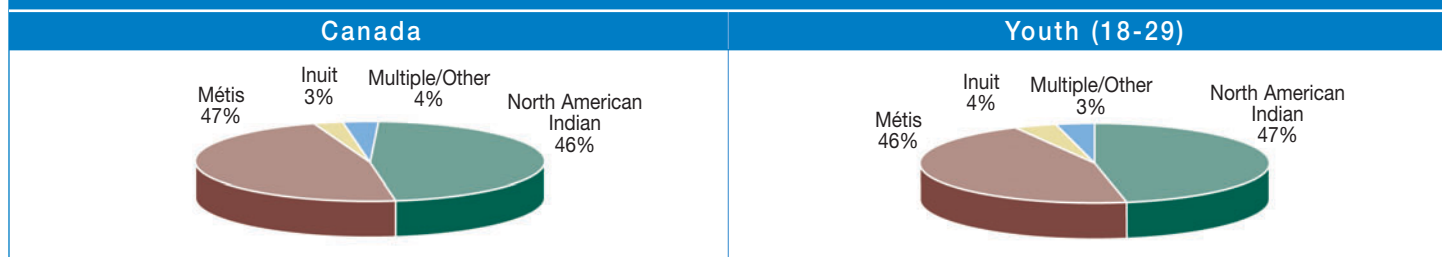 Canada
Youth (18-29)
Métis
47%
Inuit
3%
Multiple/Other
4%
North American
Indian
46%
Métis
46%
Inuit
4%
Multiple/Other
3%
North American
Indian
47%